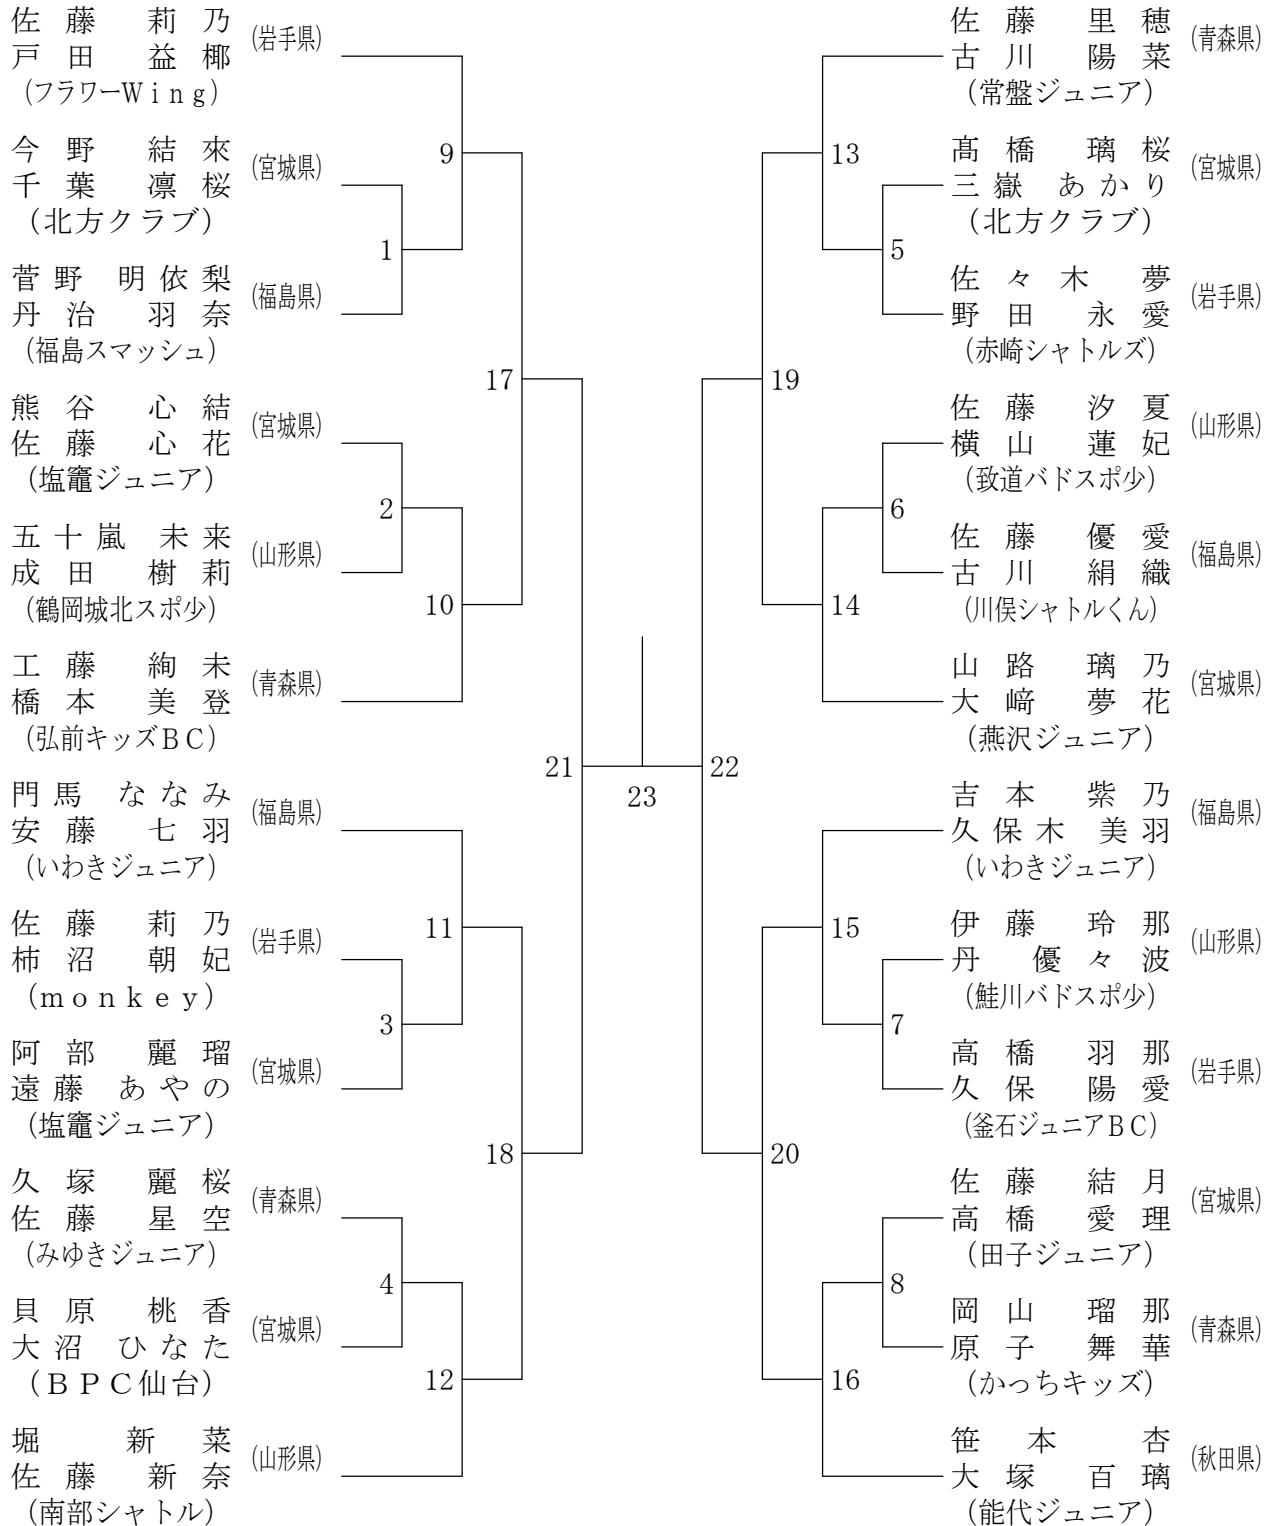 佐藤 莉乃
戸田 益椰
(岩手県)
(フラワーWing)
今野 結來
千葉 凛桜
(宮城県)
(北方クラブ)
菅野 明依梨
丹治 羽奈
(福島県)
(福島スマッシュ)
熊谷 心結
佐藤 心花
(宮城県)
(塩竈ジュニア)
五十嵐 未来
成田 樹莉
(山形県)
(鶴岡城北スポ少)
工藤 絢未
橋本 美登
(青森県)
(弘前キッズBC)
門馬 ななみ
安藤 七羽
(福島県)
(いわきジュニア)
佐藤 莉乃
柿沼 朝妃
(岩手県)
(monkey)
阿部 麗瑠
遠藤 あやの
(宮城県)
(塩竈ジュニア)
久塚 麗桜
佐藤 星空
(青森県)
(みゆきジュニア)
貝原 桃香
大沼 ひなた
(宮城県)
(BPC仙台)
堀 新菜
佐藤 新奈
(山形県)
(南部シャトル)
1
2
3
4
9
10
11
12
17
18
21
23
22
19
20
13
14
15
16
5
6
7
8
佐藤 里穂
古川 陽菜
(青森県)
(常盤ジュニア)
髙橋 璃桜
三嶽 あかり
(宮城県)
(北方クラブ)
佐々木 夢
野田 永愛
(岩手県)
(赤崎シャトルズ)
佐藤 汐夏
横山 蓮妃
(山形県)
(致道バドスポ少)
佐藤 優愛
古川 絹織
(福島県)
(川俣シャトルくん)
山路 璃乃
大﨑 夢花
(宮城県)
(燕沢ジュニア)
吉本 紫乃
久保木 美羽
(福島県)
(いわきジュニア)
伊藤 玲那
丹 優々波
(山形県)
(鮭川バドスポ少)
高橋 羽那
久保 陽愛
(岩手県)
(釜石ジュニアBC)
佐藤 結月
高橋 愛理
(宮城県)
(田子ジュニア)
岡山 瑠那
原子 舞華
(青森県)
(かっちキッズ)
笹本 杏
大塚 百璃
(秋田県)
(能代ジュニア)